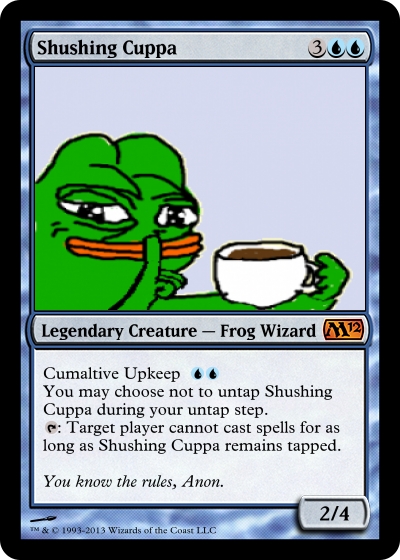 Shushing Cuppa 3
Legendary Creature — Frog Wizard M12
Cumaltive Upkeep
You may choose not to untap Shushing
Cuppa during your untap step.
: Target player cannot cast spells for as
long as Shushing Cuppa remains tapped.
You know the rules, Anon.
2/4
™ & © 1993-2013 Wizards of the Coast LLC